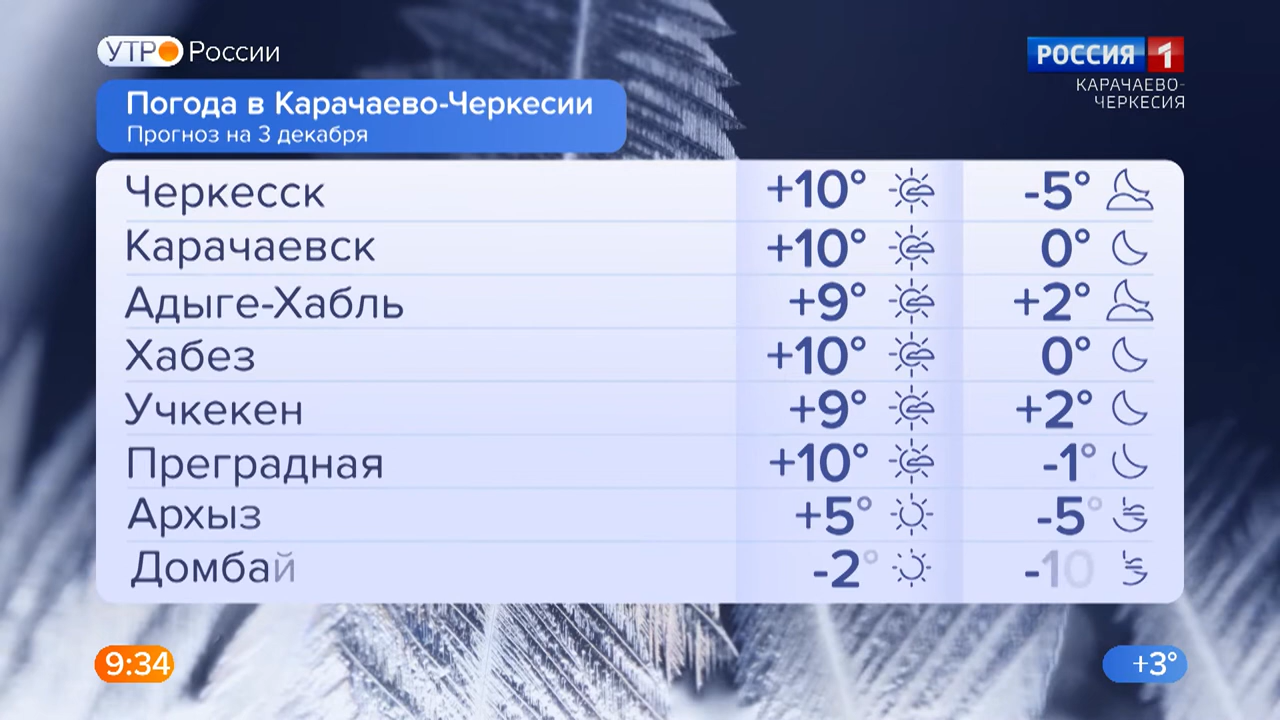 УТРО России
РОССИЯ 1
КАРАЧАЕВО-
ЧЕРКЕСИЯ
Погода в Карачаево-Черкесии
Прогноз на 3 декабря
Черкесск +10° -5°
Карачаевск +10° 0°
Адыге-Хабль +9° +2°
Хабез +10° 0°
Учкекен +9° +2°
Преградная +10° -1°
Архыз +5° -5°
Домбай -2° -10
9:34 +3°